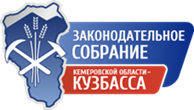 ЗАКОНОДАТЕЛЬНОЕ
СОБРАНИЕ
КЕМЕРОВСКОЙ ОБЛАСТИ-
КУЗБАССА